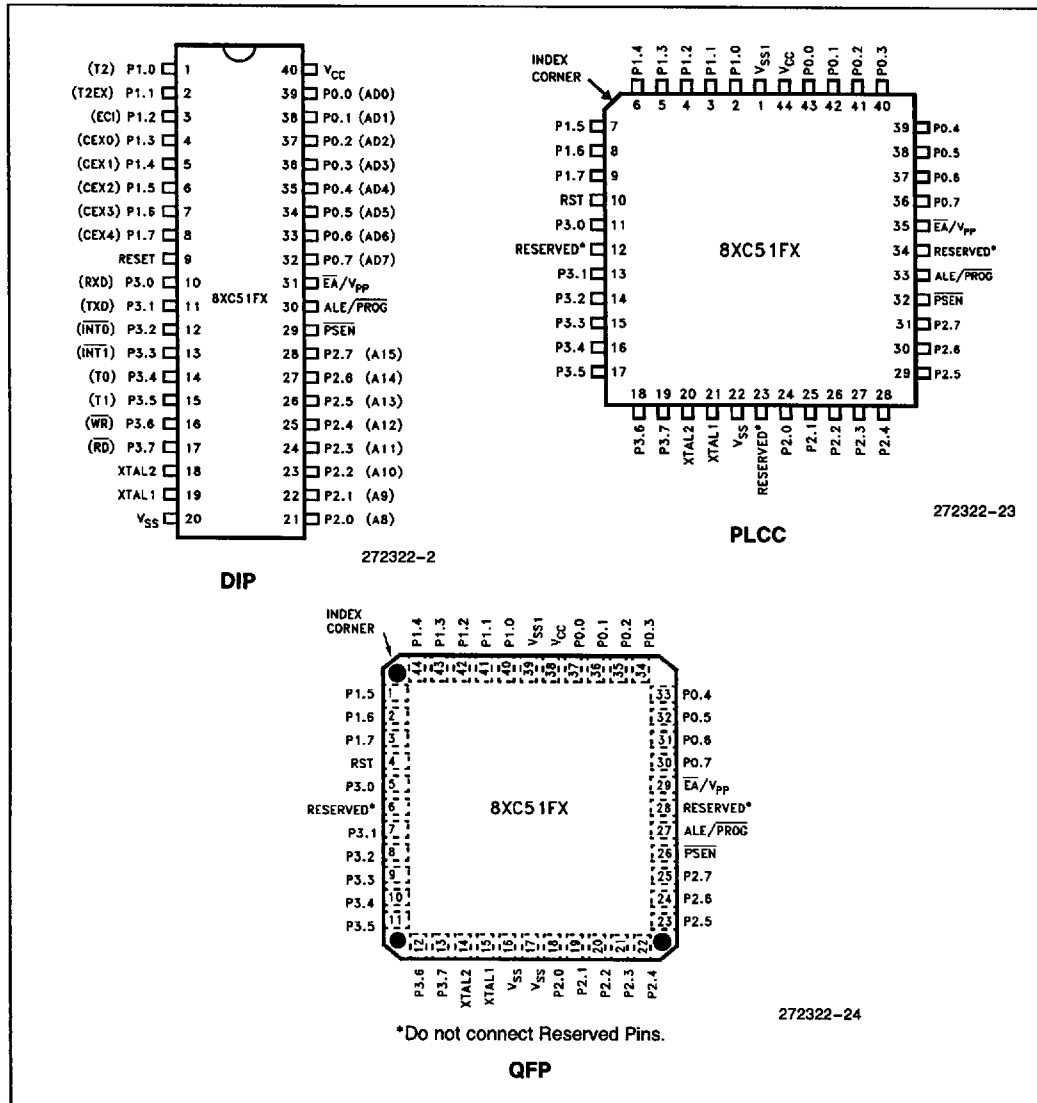 (T2) P1.0 1 40 VCC
(T2EX) P1.1 2 39 P0.0 (AD0)
(ECI) P1.2 3 38 P0.1 (AD1)
(CEX0) P1.3 4 37 P0.2 (AD2)
(CEX1) P1.4 5 36 P0.3 (AD3)
(CEX2) P1.5 6 35 P0.4 (AD4)
(CEX3) P1.6 7 34 P0.5 (AD5)
(CEX4) P1.7 8 33 P0.6 (AD6)
RESET 9 32 P0.7 (AD7)
(RXD) P3.0 10 31 E̅A̅/VPP
8XC51FX
(TXD) P3.1 11 30 ALE/P̅R̅O̅G̅
(I̅N̅T̅0̅) P3.2 12 29 P̅S̅E̅N̅
(I̅N̅T̅1̅) P3.3 13 28 P2.7 (A15)
(T0) P3.4 14 27 P2.6 (A14)
(T1) P3.5 15 26 P2.5 (A13)
(W̅R̅) P3.6 16 25 P2.4 (A12)
(R̅D̅) P3.7 17 24 P2.3 (A11)
XTAL2 18 23 P2.2 (A10)
XTAL1 19 22 P2.1 (A9)
VSS 20 21 P2.0 (A8)
272322-2
DIP
INDEX
CORNER
P1.4 P1.3 P1.2 P1.1 P1.0 VSS1 VCC P0.0 P0.1 P0.2 P0.3
6 5 4 3 2 1 44 43 42 41 40
P1.5 7 39 P0.4
P1.6 8 38 P0.5
P1.7 9 37 P0.6
RST 10 36 P0.7
P3.0 11 35 E̅A̅/VPP
RESERVED* 12 8XC51FX 34 RESERVED*
P3.1 13 33 ALE/P̅R̅O̅G̅
P3.2 14 32 P̅S̅E̅N̅
P3.3 15 31 P2.7
P3.4 16 30 P2.6
P3.5 17 29 P2.5
18 19 20 21 22 23 24 25 26 27 28
P3.6 P3.7 XTAL2 XTAL1 VSS RESERVED* P2.0 P2.1 P2.2 P2.3 P2.4
272322-23
PLCC
INDEX
CORNER
P1.4 P1.3 P1.2 P1.1 P1.0 VSS1 VCC P0.0 P0.1 P0.2 P0.3
44 43 42 41 40 39 38 37 36 35 34
P1.5 1 33 P0.4
P1.6 2 32 P0.5
P1.7 3 31 P0.6
RST 4 30 P0.7
P3.0 5 29 E̅A̅/VPP
RESERVED* 6 8XC51FX 28 RESERVED*
P3.1 7 27 ALE/P̅R̅O̅G̅
P3.2 8 26 P̅S̅E̅N̅
P3.3 9 25 P2.7
P3.4 10 24 P2.6
P3.5 11 23 P2.5
12 13 14 15 16 17 18 19 20 21 22
P3.6 P3.7 XTAL2 XTAL1 VSS VSS P2.0 P2.1 P2.2 P2.3 P2.4
272322-24
*Do not connect Reserved Pins.
QFP